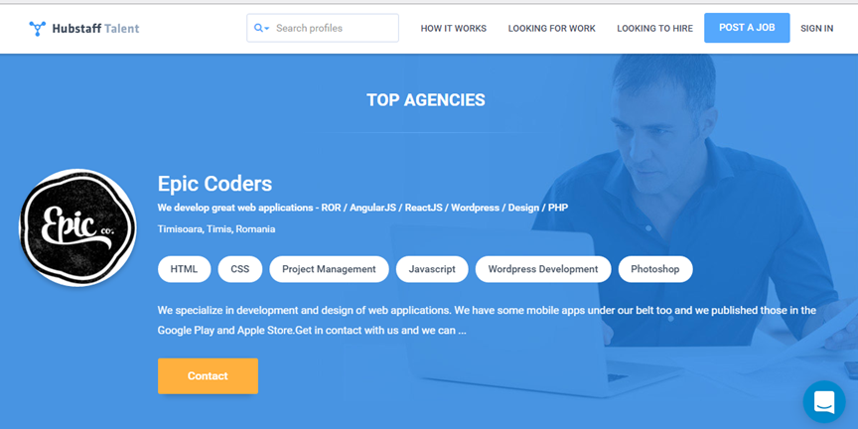 Hubstaff Talent
Search profiles
HOW IT WORKS
LOOKING FOR WORK
LOOKING TO HIRE
POST A JOB
SIGN IN
TOP AGENCIES
Epic co.
Epic Coders
We develop great web applications - ROR / AngularJS / ReactJS / Wordpress / Design / PHP
Timisoara, Timis, Romania
HTML
CSS
Project Management
Javascript
Wordpress Development
Photoshop
We specialize in development and design of web applications. We have some mobile apps under our belt too and we published those in the
Google Play and Apple Store.Get in contact with us and we can ...
Contact